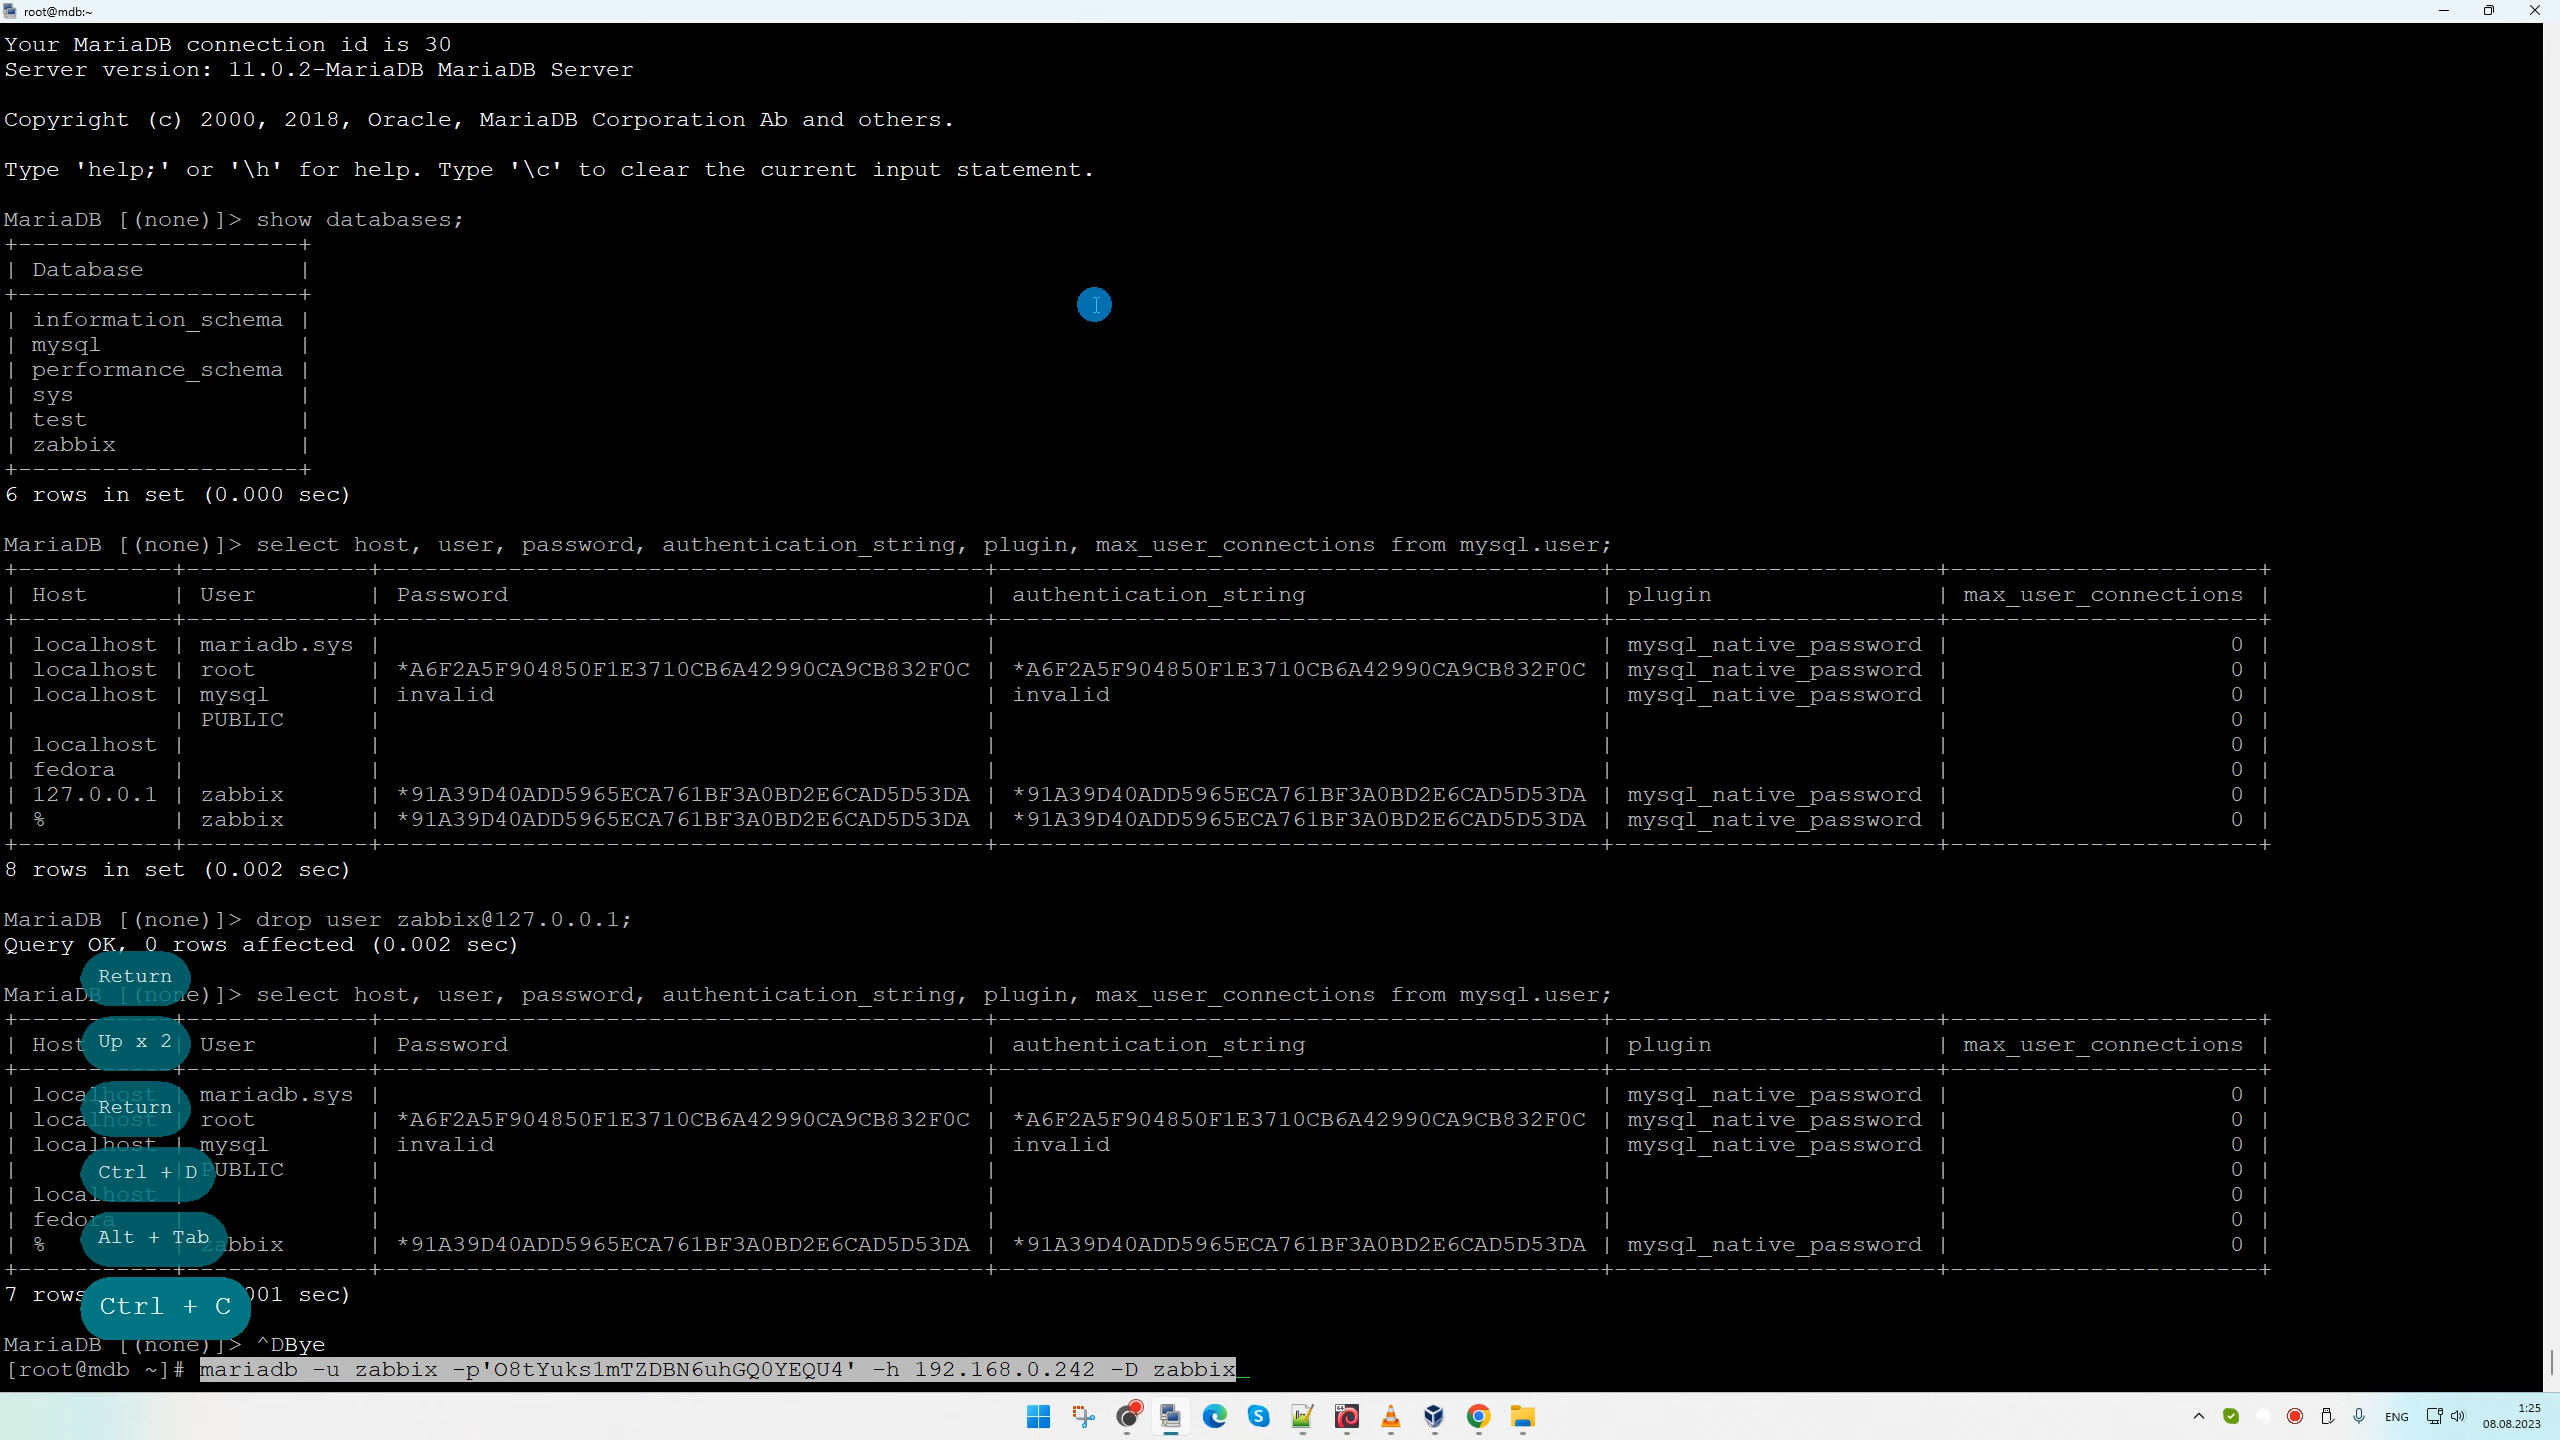 root@mdb:~
Your MariaDB connection id is 30
Server version: 11.0.2-MariaDB MariaDB Server
Copyright (c) 2000, 2018, Oracle, MariaDB Corporation Ab and others.
Type 'help;' or '\h' for help. Type '\c' to clear the current input statement.
MariaDB [(none)]> show databases;
+--------------------+
| Database           |
+--------------------+
| information_schema |
| mysql              |
| performance_schema |
| sys                |
| test               |
| zabbix             |
+--------------------+
6 rows in set (0.000 sec)
MariaDB [(none)]> select host, user, password, authentication_string, plugin, max_user_connections from mysql.user;
| Host | User | Password | authentication_string | plugin | max_user_connections |
| localhost | mariadb.sys | | | mysql_native_password | 0 |
| localhost | root | *A6F2A5F904850F1E3710CB6A42990CA9CB832F0C | *A6F2A5F904850F1E3710CB6A42990CA9CB832F0C | mysql_native_password | 0 |
| localhost | mysql | invalid | invalid | mysql_native_password | 0 |
| | PUBLIC | | | | 0 |
| localhost | | | | | 0 |
| fedora | | | | | 0 |
| 127.0.0.1 | zabbix | *91A39D40ADD5965ECA761BF3A0BD2E6CAD5D53DA | *91A39D40ADD5965ECA761BF3A0BD2E6CAD5D53DA | mysql_native_password | 0 |
| % | zabbix | *91A39D40ADD5965ECA761BF3A0BD2E6CAD5D53DA | *91A39D40ADD5965ECA761BF3A0BD2E6CAD5D53DA | mysql_native_password | 0 |
8 rows in set (0.002 sec)
MariaDB [(none)]> drop user zabbix@127.0.0.1;
Query OK, 0 rows affected (0.002 sec)
Return
MariaDB [(none)]> select host, user, password, authentication_string, plugin, max_user_connections from mysql.user;
Up x 2
| Host | User | Password | authentication_string | plugin | max_user_connections |
| localhost | mariadb.sys | | | mysql_native_password | 0 |
Return
| localhost | root | *A6F2A5F904850F1E3710CB6A42990CA9CB832F0C | *A6F2A5F904850F1E3710CB6A42990CA9CB832F0C | mysql_native_password | 0 |
| localhost | mysql | invalid | invalid | mysql_native_password | 0 |
Ctrl + D
| | PUBLIC | | | | 0 |
| localhost | | | | | 0 |
| fedora | | | | | 0 |
Alt + Tab
| % | zabbix | *91A39D40ADD5965ECA761BF3A0BD2E6CAD5D53DA | *91A39D40ADD5965ECA761BF3A0BD2E6CAD5D53DA | mysql_native_password | 0 |
7 rows 001 sec)
Ctrl + C
MariaDB [(none)]> ^DBye
[root@mdb ~]# mariadb -u zabbix -p'O8tYuks1mTZDBN6uhGQ0YEQU4' -h 192.168.0.242 -D zabbix_
ENG
1:25
08.08.2023